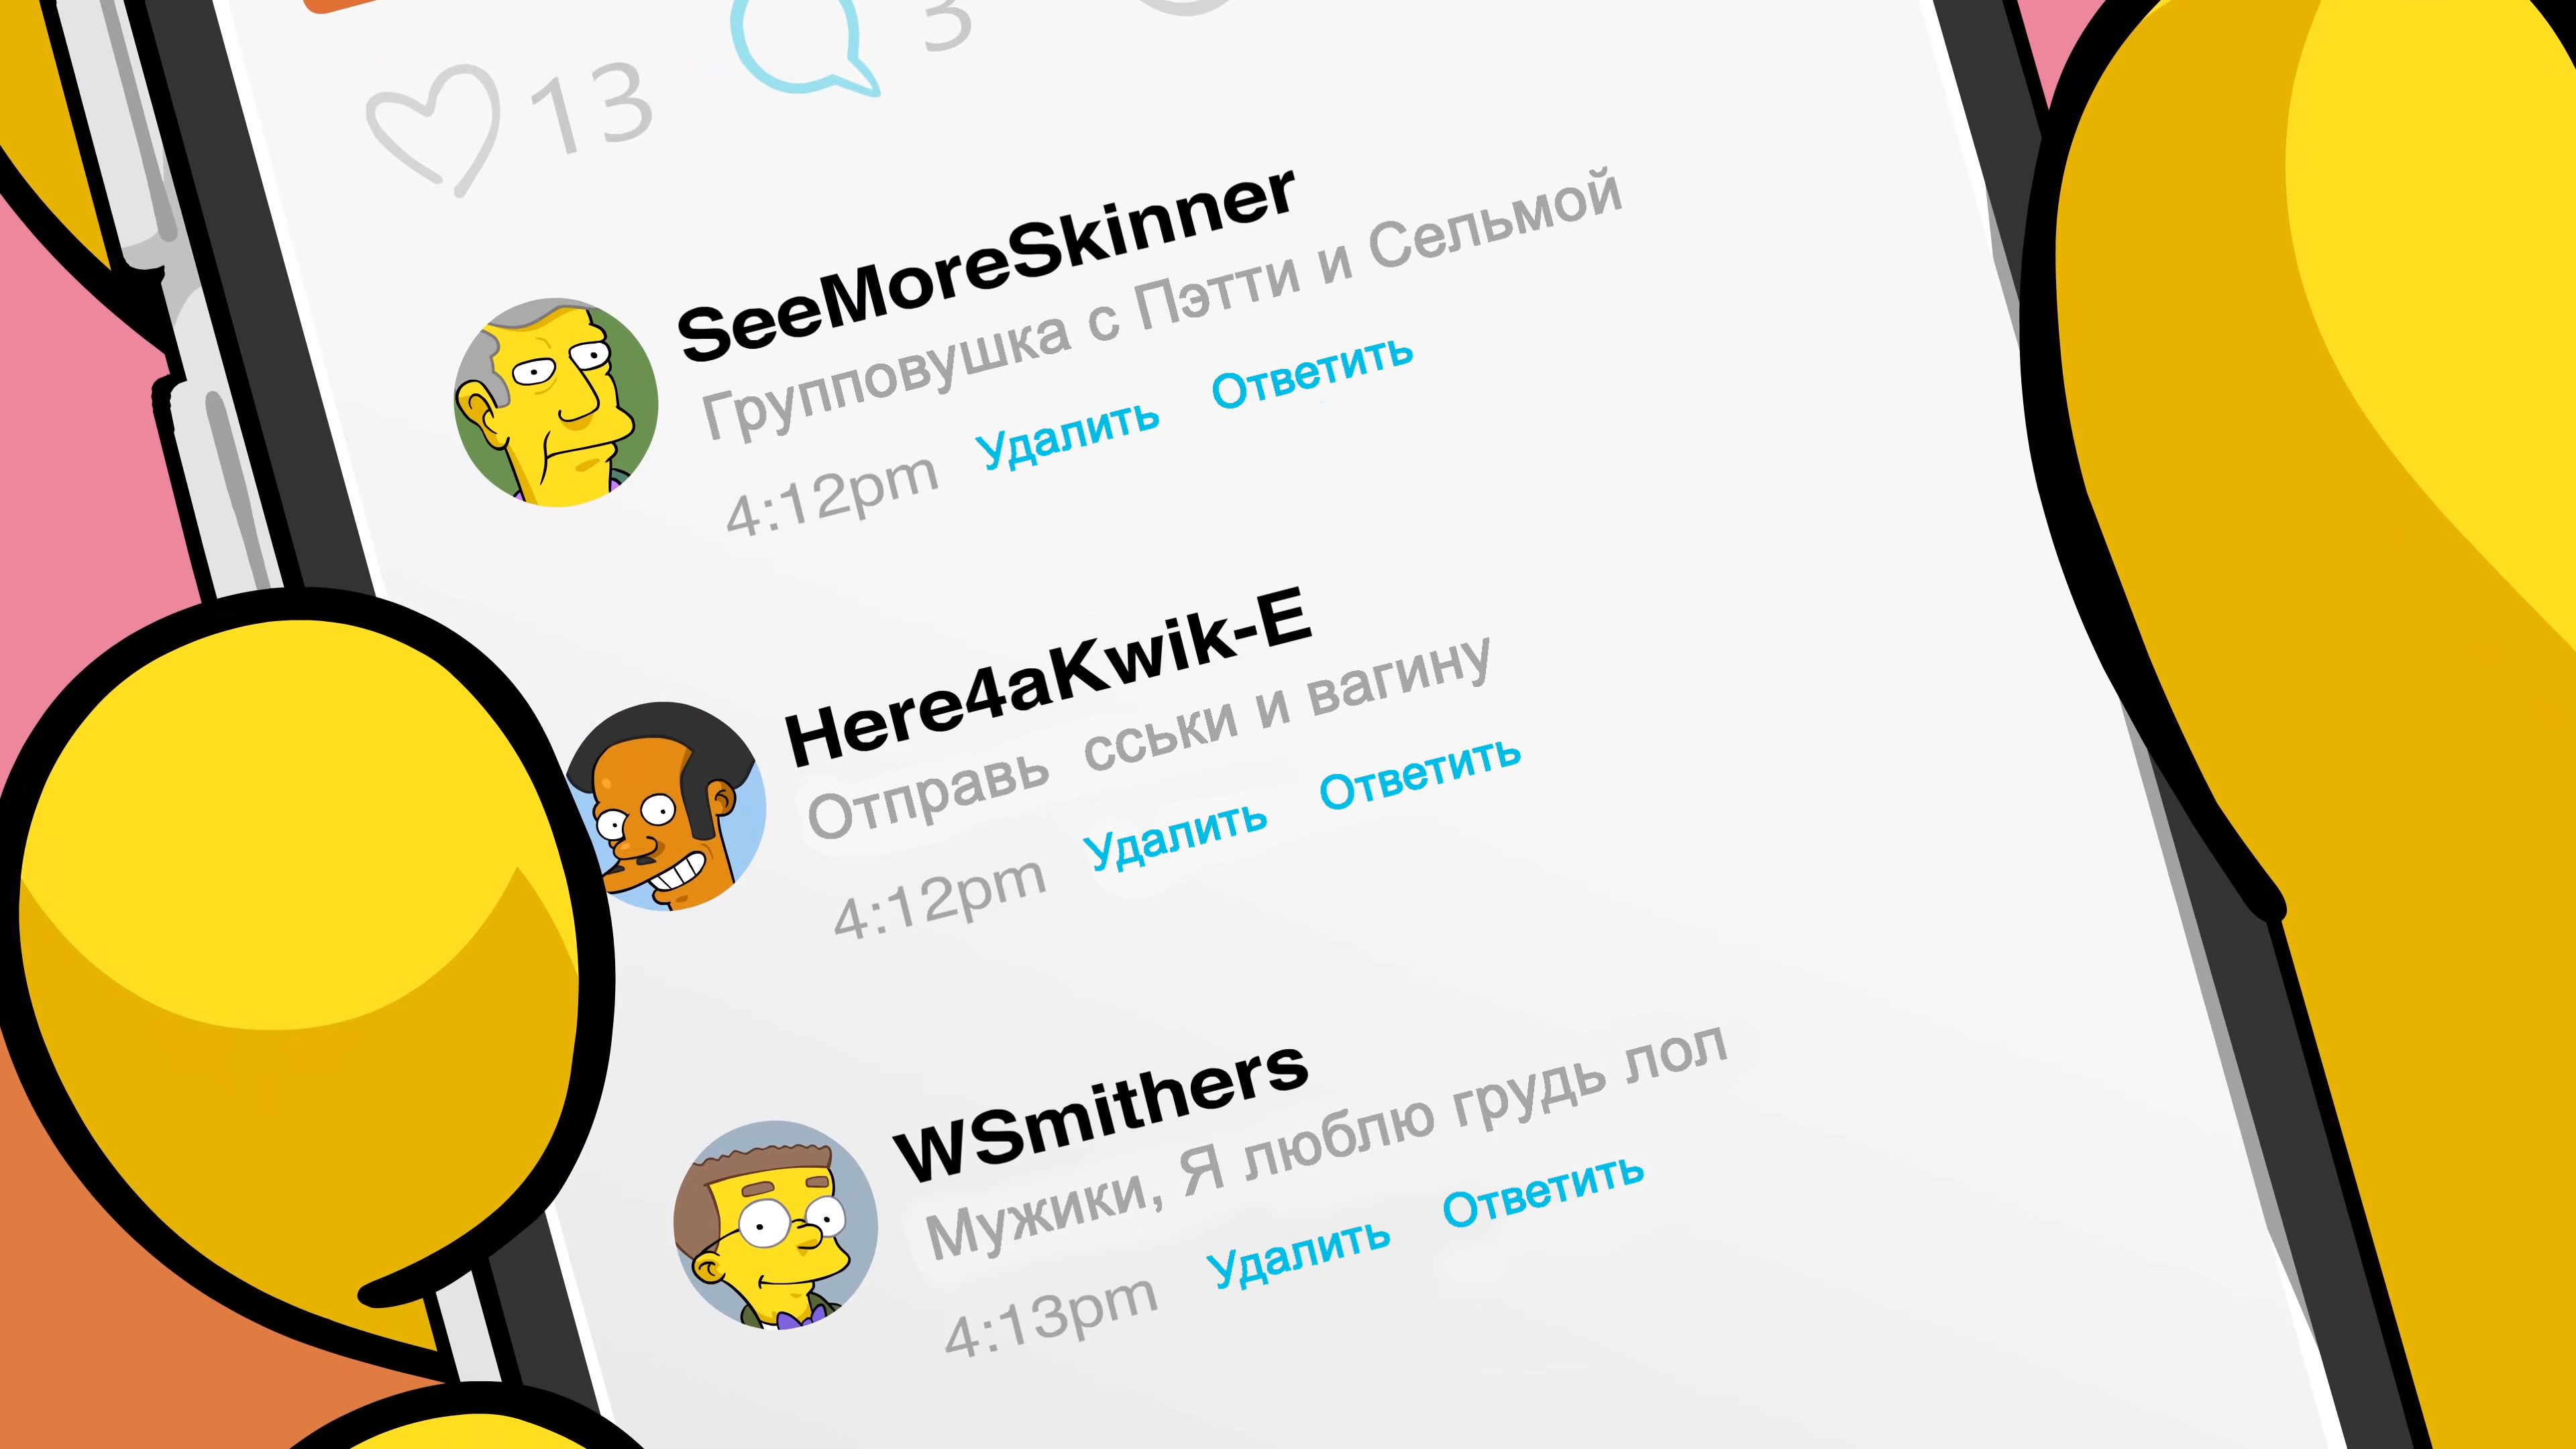 13
3
SeeMoreSkinner
Групповушка с Пэтти и Сельмой
4:12pm Удалить Ответить
Here4aKwik-E
Отправь сськи и вагину
4:12pm Удалить Ответить
WSmithers
Мужики, Я люблю грудь лол
4:13pm Удалить Ответить